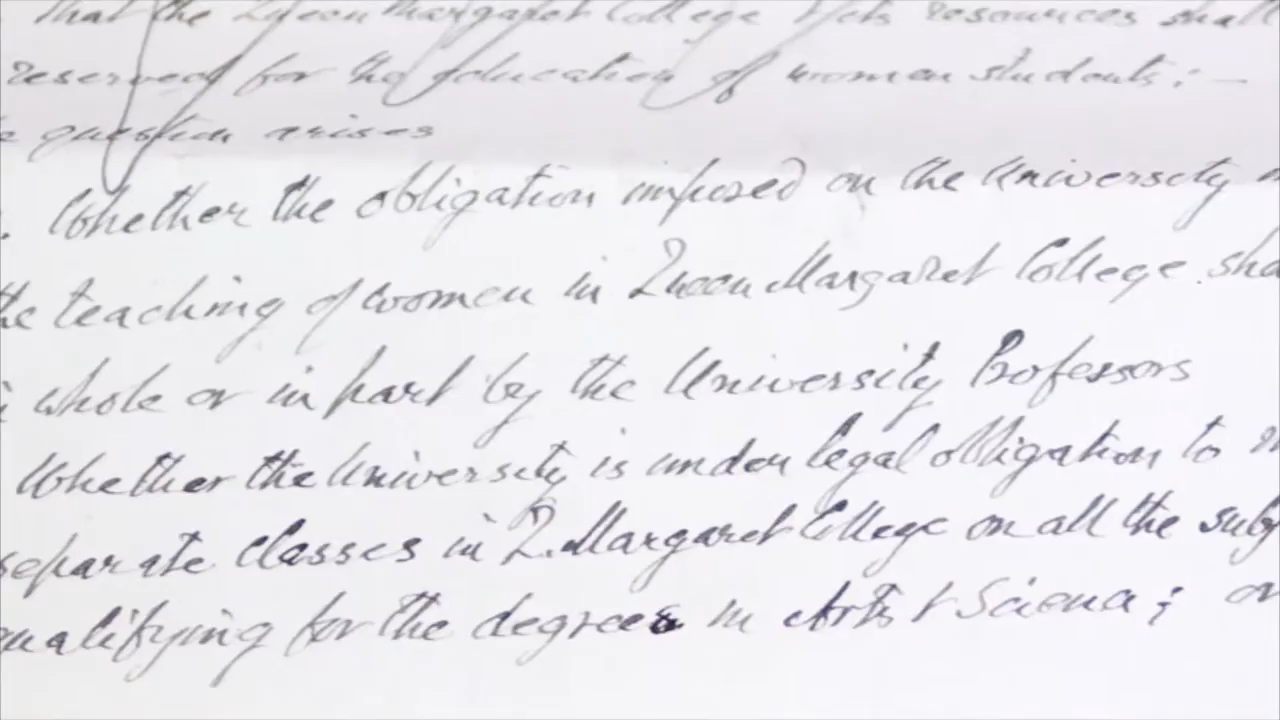 that the Queen Margaret College & its resources shall
reserved for the education of women students:—
question arises
Whether the obligation imposed on the University
the teaching of women in Queen Margaret College
whole or in part by the University Professors
Whether the University is under legal obligation to
separate classes in Q. Margaret College on all the subj
qualifying for the degrees in Arts & Science; or